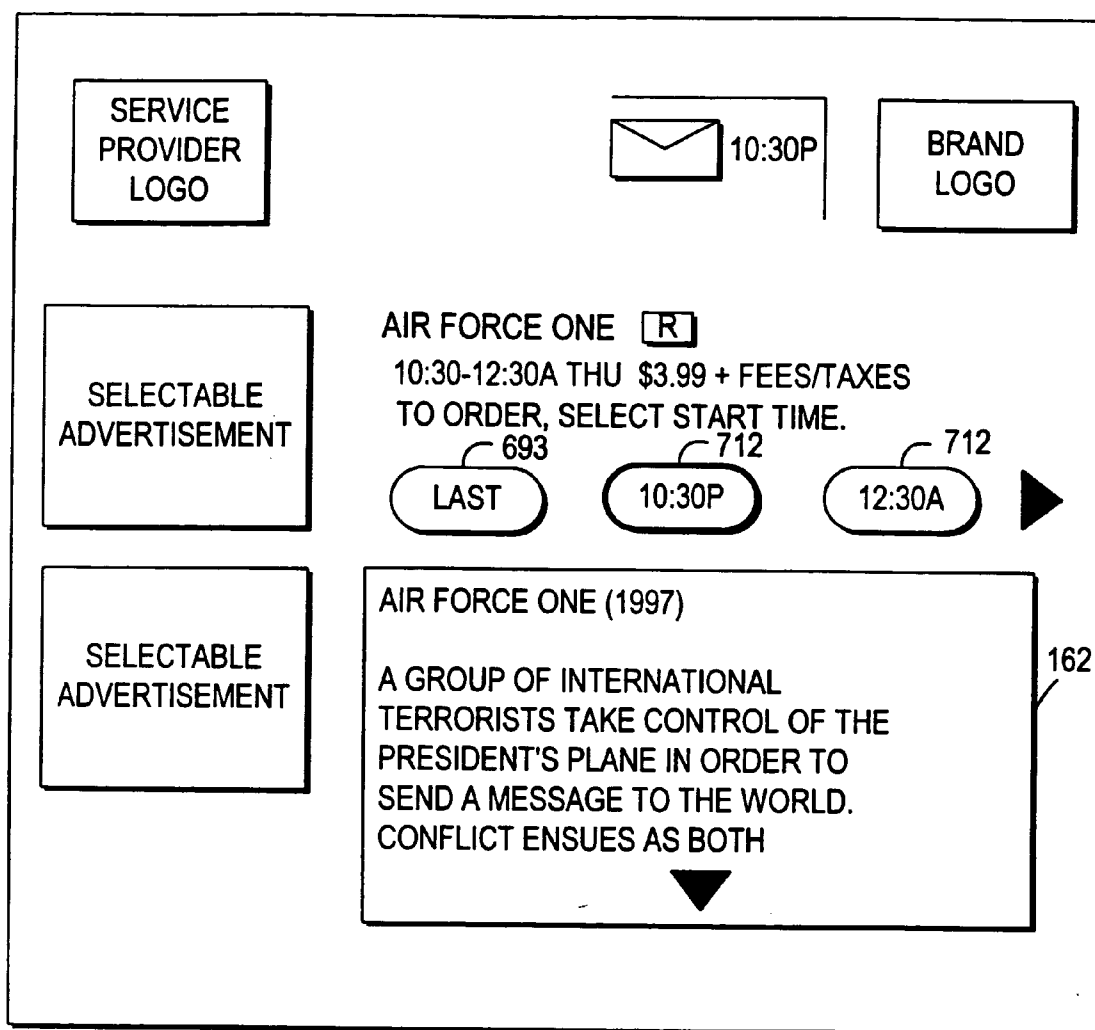 SERVICE
PROVIDER
LOGO
10:30P
BRAND
LOGO
SELECTABLE
ADVERTISEMENT
AIR FORCE ONE R
10:30-12:30A THU $3.99 + FEES/TAXES
TO ORDER, SELECT START TIME.
693 712 712
LAST 10:30P 12:30A
SELECTABLE
ADVERTISEMENT
AIR FORCE ONE (1997)
A GROUP OF INTERNATIONAL
TERRORISTS TAKE CONTROL OF THE
PRESIDENT'S PLANE IN ORDER TO
SEND A MESSAGE TO THE WORLD.
CONFLICT ENSUES AS BOTH
162